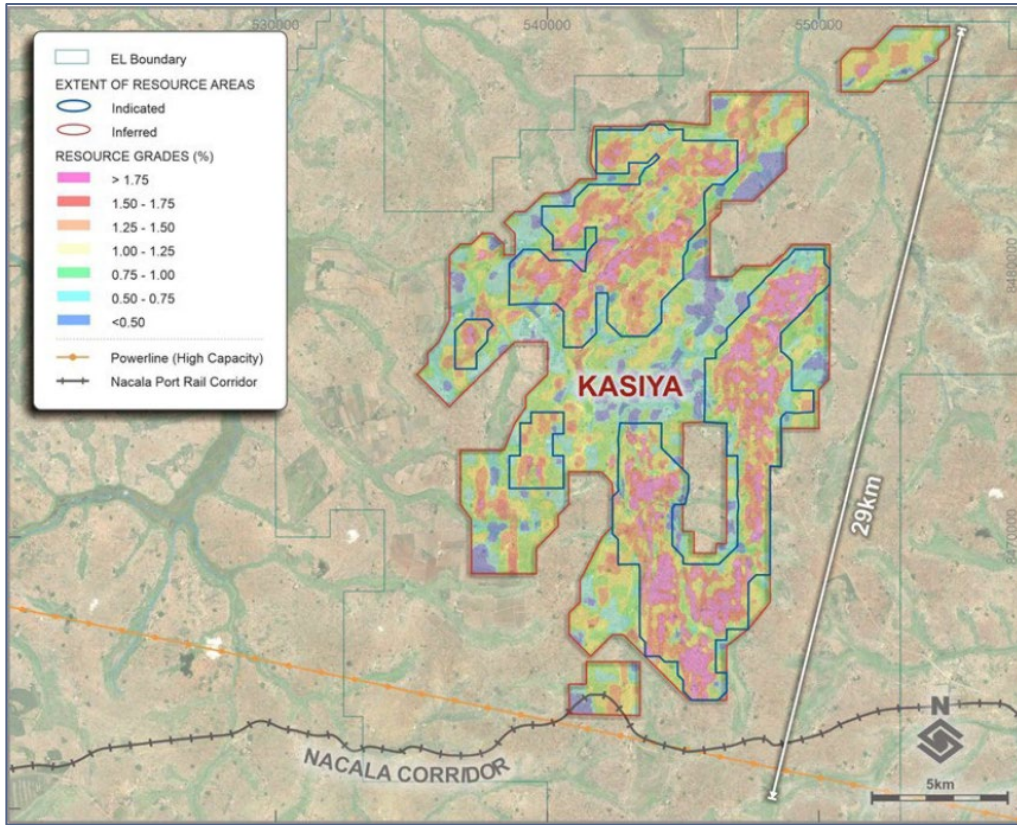 530000
540000
550000
EL Boundary
EXTENT OF RESOURCE AREAS
Indicated
Inferred
RESOURCE GRADES (%)
> 1.75
1.50 - 1.75
1.25 - 1.50
1.00 - 1.25
0.75 - 1.00
0.50 - 0.75
<0.50
Powerline (High Capacity)
Nacala Port Rail Corridor
8480000
KASIYA
29km
NACALA CORRIDOR
N
5km